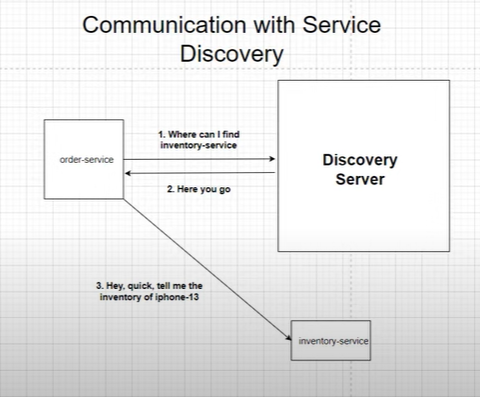 Communication with Service
Discovery
order-service
1. Where can I find
inventory-service
2. Here you go
Discovery
Server
3. Hey, quick, tell me the
inventory of iphone-13
inventory-service